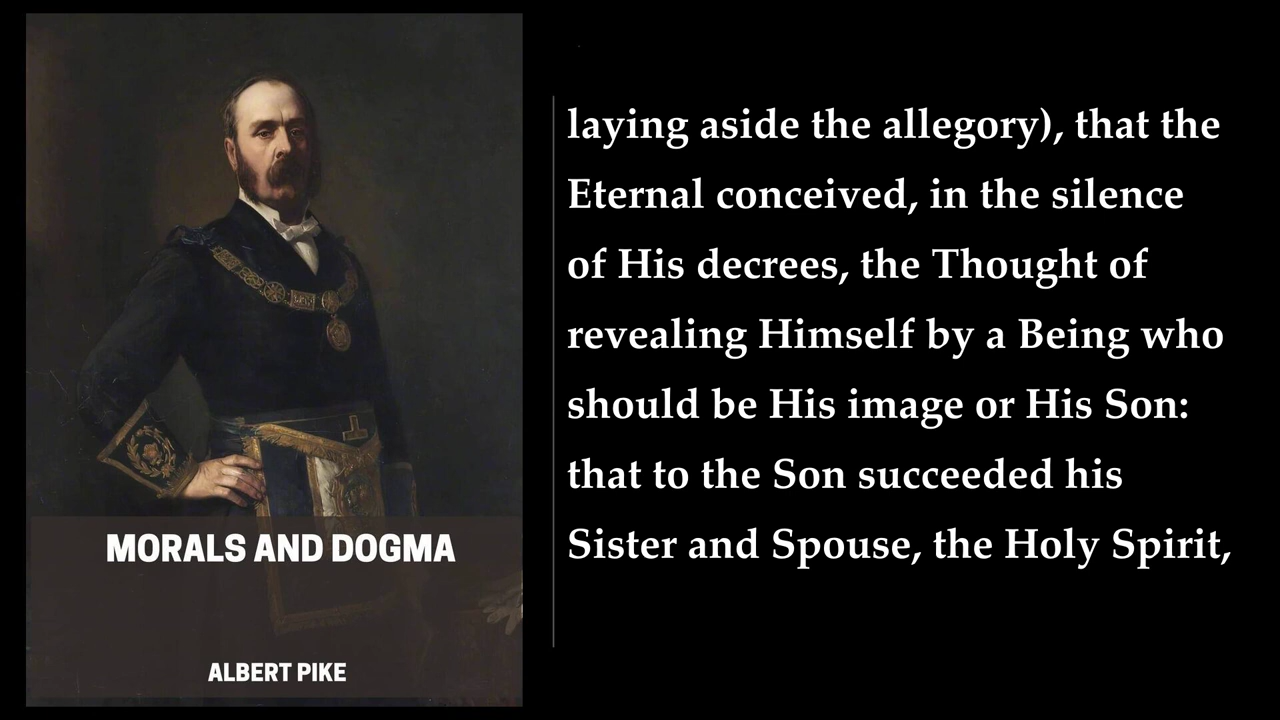 MORALS AND DOGMA
ALBERT PIKE
laying aside the allegory), that the
Eternal conceived, in the silence
of His decrees, the Thought of
revealing Himself by a Being who
should be His image or His Son:
that to the Son succeeded his
Sister and Spouse, the Holy Spirit,